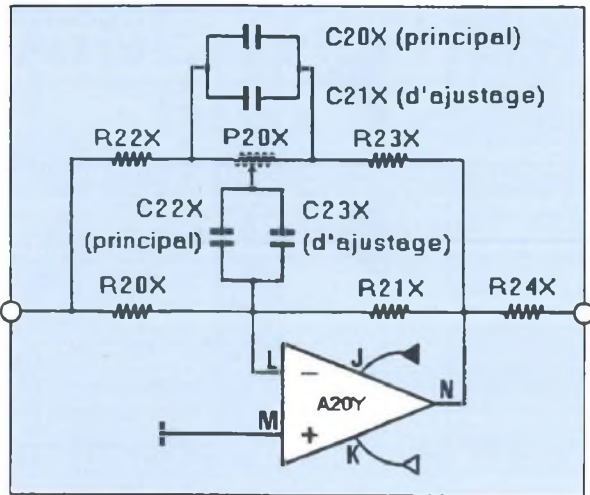 C20X (principal)
C21X (d'ajustage)
R22X P20X R23X
C22X
(principal)
C23X
(d'ajustage)
R20X R21X R24X
L J N
− A20Y
M + K